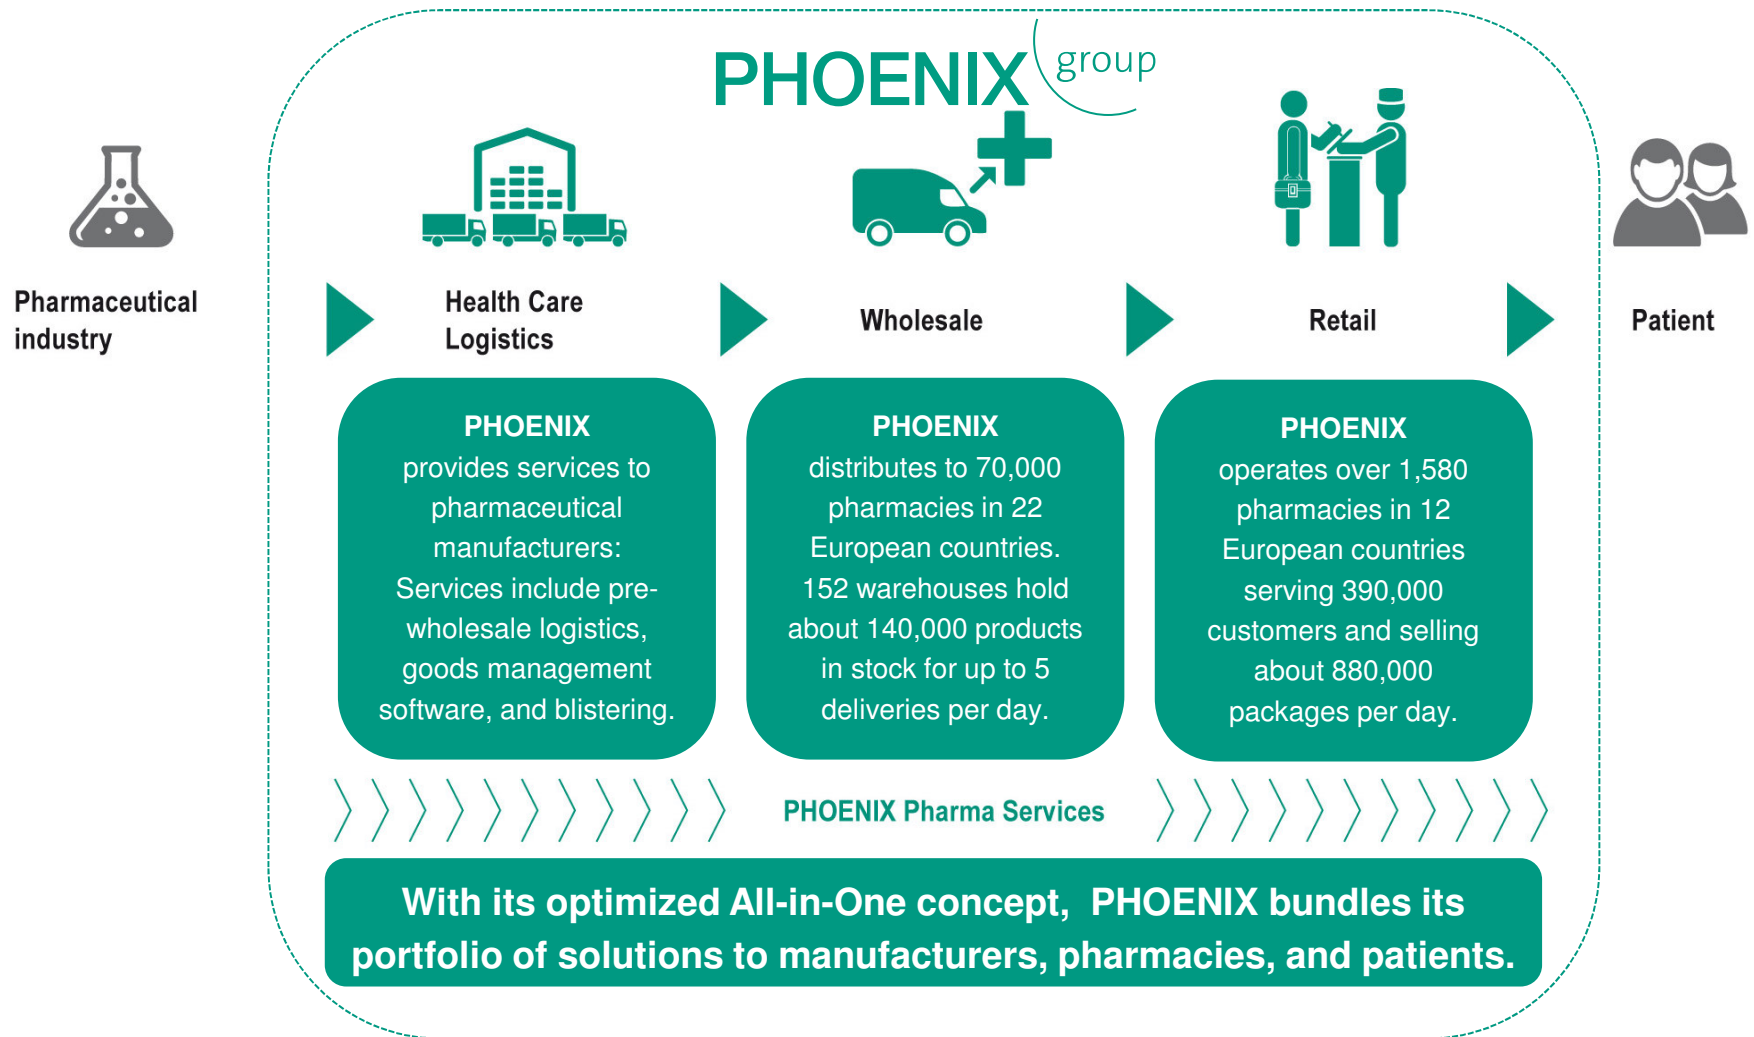 PHOENIX group
Pharmaceutical
industry
Health Care
Logistics
Wholesale
Retail
Patient
PHOENIX
provides services to
pharmaceutical
manufacturers:
Services include pre-
wholesale logistics,
goods management
software, and blistering.
PHOENIX
distributes to 70,000
pharmacies in 22
European countries.
152 warehouses hold
about 140,000 products
in stock for up to 5
deliveries per day.
PHOENIX
operates over 1,580
pharmacies in 12
European countries
serving 390,000
customers and selling
about 880,000
packages per day.
PHOENIX Pharma Services
With its optimized All-in-One concept, PHOENIX bundles its
portfolio of solutions to manufacturers, pharmacies, and patients.